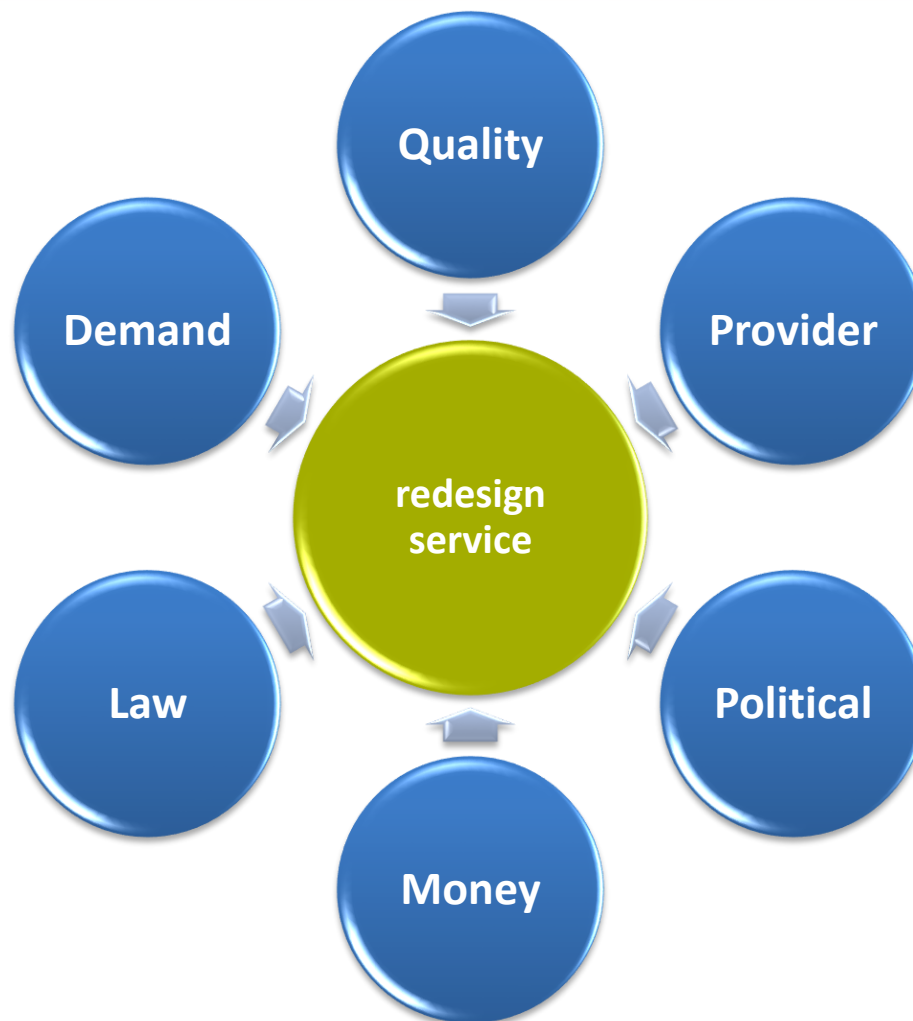 Quality
Demand
Provider
redesign
service
Law
Political
Money